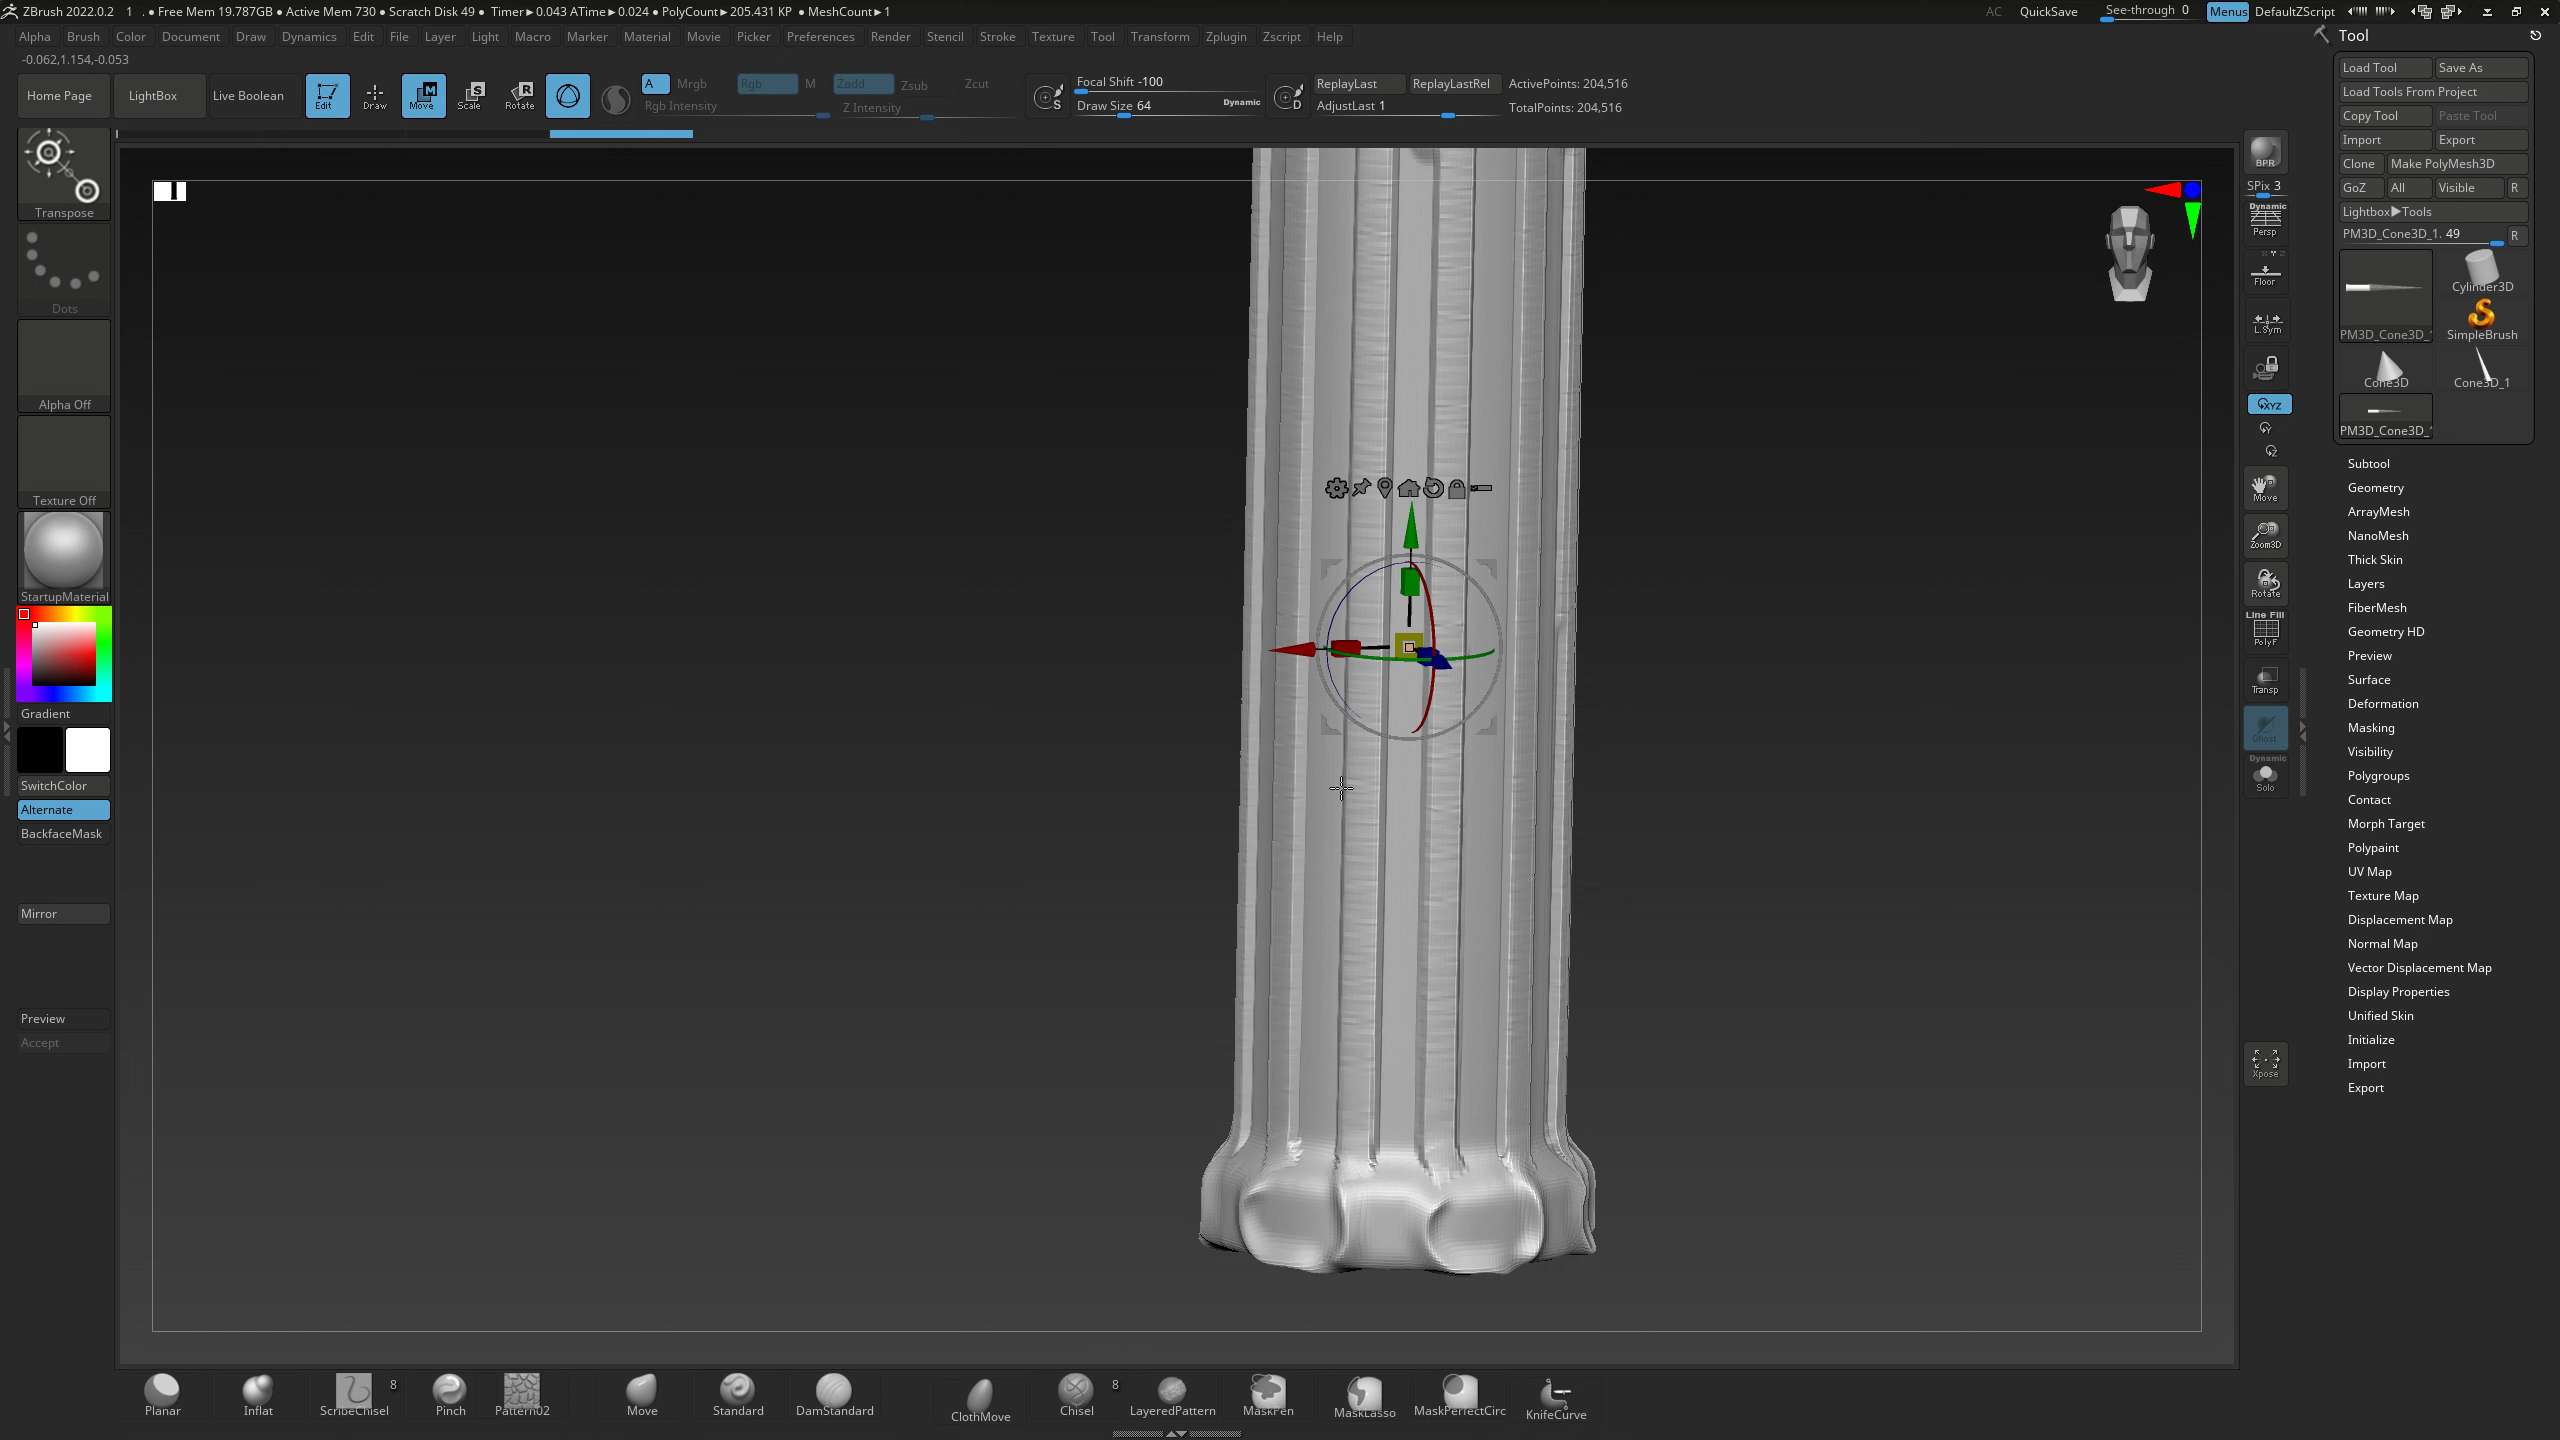 ZBrush 2022.0.2 1 . • Free Mem 19.787GB • Active Mem 730 • Scratch Disk 49 • Timer▸0.043 ATime▸0.024 • PolyCount▸205.431 KP • MeshCount▸1
AC QuickSave See-through 0 Menus DefaultZScript
Alpha Brush Color Document Draw Dynamics Edit File Layer Light Macro Marker Material Movie Picker Preferences Render Stencil Stroke Texture Tool Transform Zplugin Zscript Help
Tool
-0.062,1.154,-0.053
Home Page LightBox Live Boolean Edit Draw Move Scale Rotate
A Mrgb Rgb M Zadd Zsub Zcut
Rgb Intensity Z Intensity
Focal Shift -100
Draw Size 64 Dynamic
ReplayLast ReplayLastRel ActivePoints: 204,516
AdjustLast 1 TotalPoints: 204,516
Transpose
Dots
Alpha Off
Texture Off
StartupMaterial
Gradient
SwitchColor
Alternate
BackfaceMask
Mirror
Preview
Accept
BPR
SPix 3
Dynamic
Persp
Floor
L.Sym
XYZ
Y
Z
Move
Zoom3D
Rotate
Line Fill
PolyF
Transp
Ghost
Dynamic
Solo
Xpose
Load Tool Save As
Load Tools From Project
Copy Tool Paste Tool
Import Export
Clone Make PolyMesh3D
GoZ All Visible R
Lightbox▶Tools
PM3D_Cone3D_1. 49 R
Cylinder3D
PM3D_Cone3D_1 SimpleBrush
Cone3D Cone3D_1
PM3D_Cone3D_1
Subtool
Geometry
ArrayMesh
NanoMesh
Thick Skin
Layers
FiberMesh
Geometry HD
Preview
Surface
Deformation
Masking
Visibility
Polygroups
Contact
Morph Target
Polypaint
UV Map
Texture Map
Displacement Map
Normal Map
Vector Displacement Map
Display Properties
Unified Skin
Initialize
Import
Export
8 8
Planar Inflat ScribeChisel Pinch Pattern02 Move Standard DamStandard ClothMove Chisel LayeredPattern MaskPen MaskLasso MaskPerfectCirc KnifeCurve